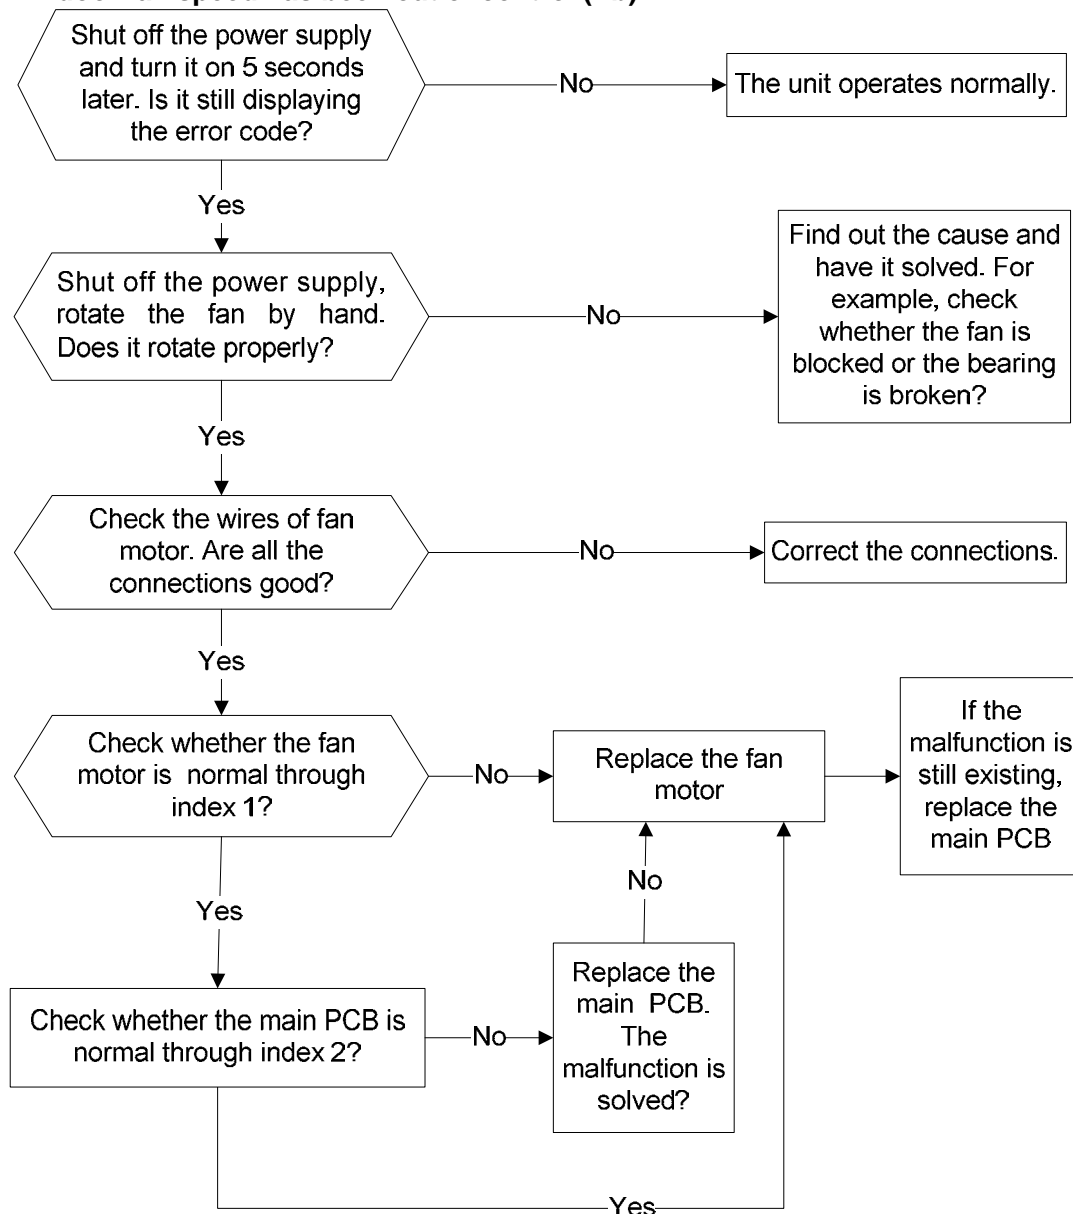 Shut off the power supply
and turn it on 5 seconds
later. Is it still displaying
the error code?
No
The unit operates normally.
Yes
Shut off the power supply,
rotate the fan by hand.
Does it rotate properly?
No
Find out the cause and
have it solved. For
example, check
whether the fan is
blocked or the bearing
is broken?
Yes
Check the wires of fan
motor. Are all the
connections good?
No
Correct the connections.
Yes
Check whether the fan
motor is normal through
index 1?
No
Replace the fan
motor
If the
malfunction is
still existing,
replace the
main PCB
Yes
No
Check whether the main PCB is
normal through index 2?
No
Replace the
main PCB.
The
malfunction is
solved?
Yes